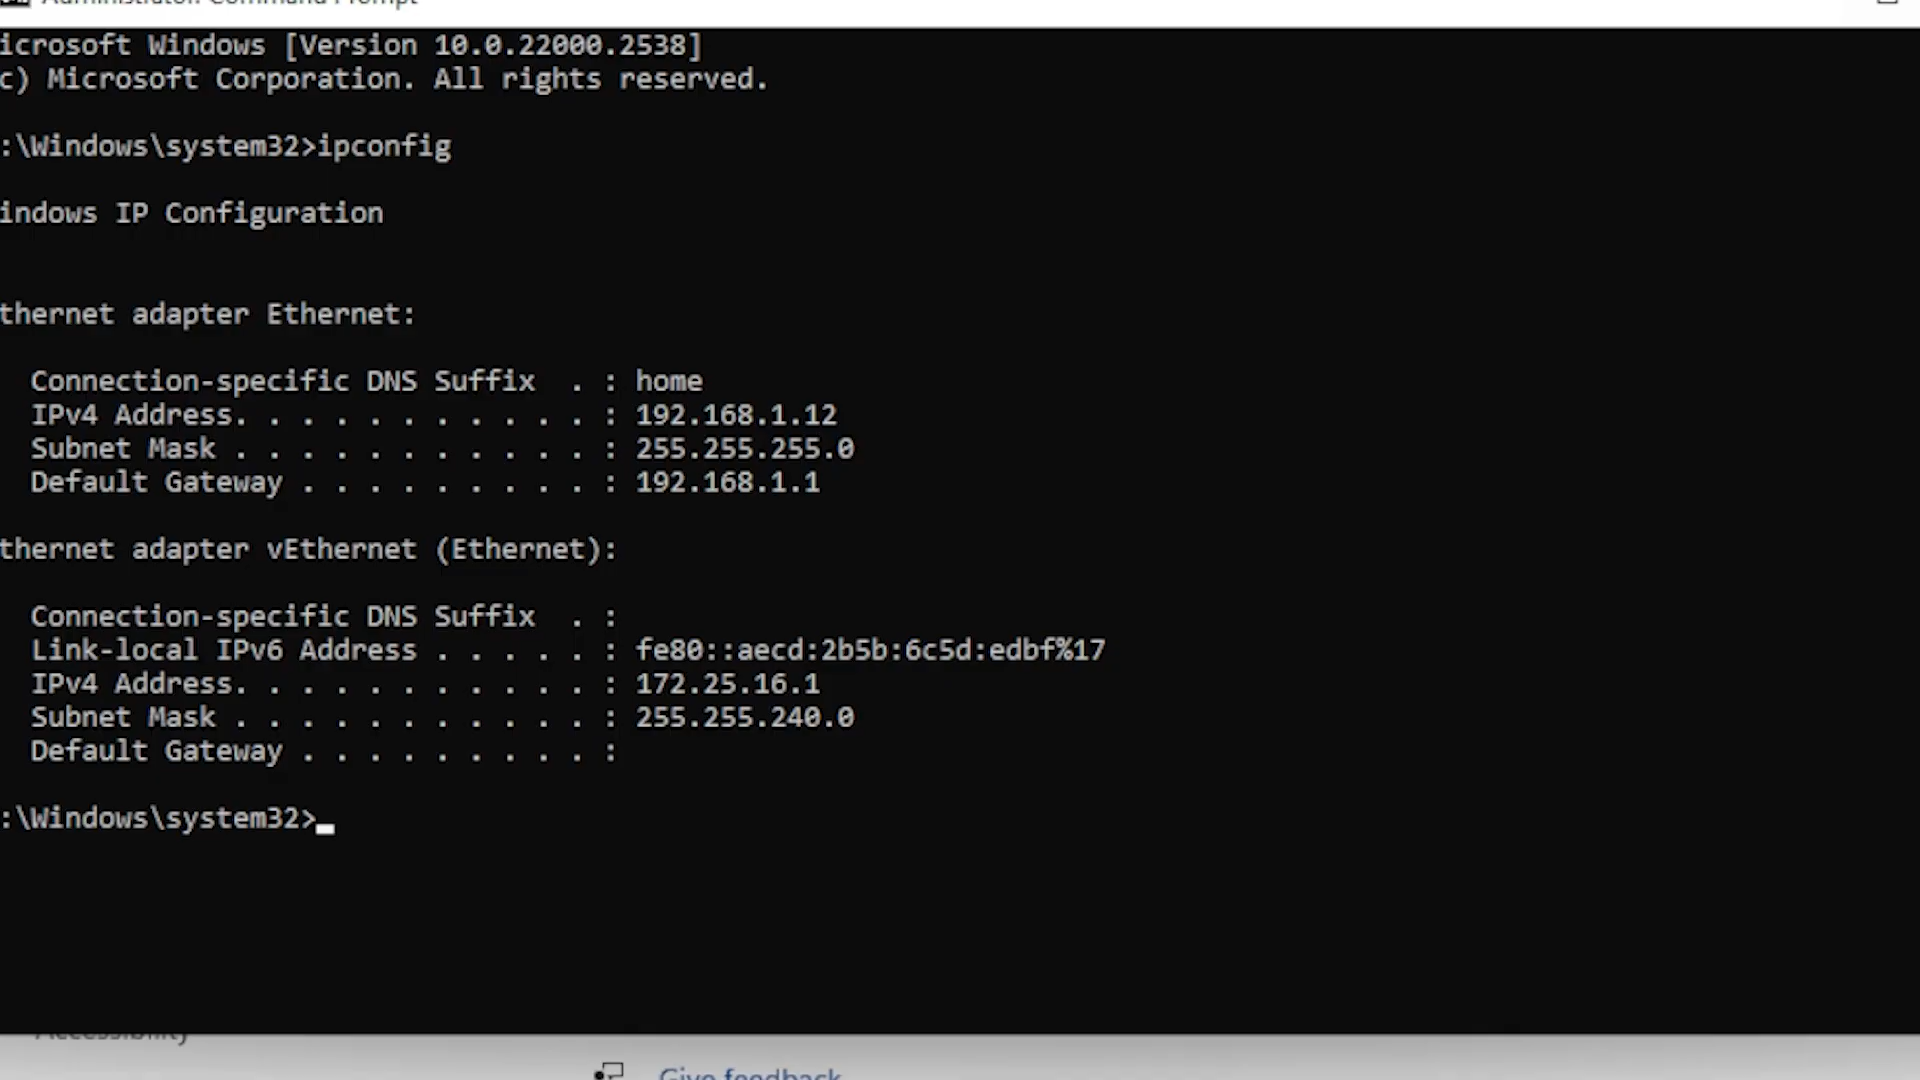 Administrator: Command Prompt
icrosoft Windows [Version 10.0.22000.2538]
c) Microsoft Corporation. All rights reserved.
:\Windows\system32>ipconfig
indows IP Configuration
thernet adapter Ethernet:
Connection-specific DNS Suffix  . : home
IPv4 Address. . . . . . . . . . . : 192.168.1.12
Subnet Mask . . . . . . . . . . . : 255.255.255.0
Default Gateway . . . . . . . . . : 192.168.1.1
thernet adapter vEthernet (Ethernet):
Connection-specific DNS Suffix  . :
Link-local IPv6 Address . . . . . : fe80::aecd:2b5b:6c5d:edbf%17
IPv4 Address. . . . . . . . . . . : 172.25.16.1
Subnet Mask . . . . . . . . . . . : 255.255.240.0
Default Gateway . . . . . . . . . :
:\Windows\system32>
Accessibility
Give feedback